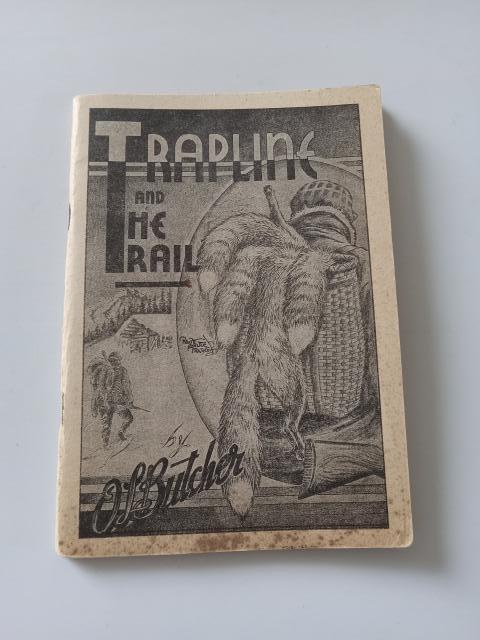 TRAPLINE
AND
THE
TRAIL
by
O.L. Butcher